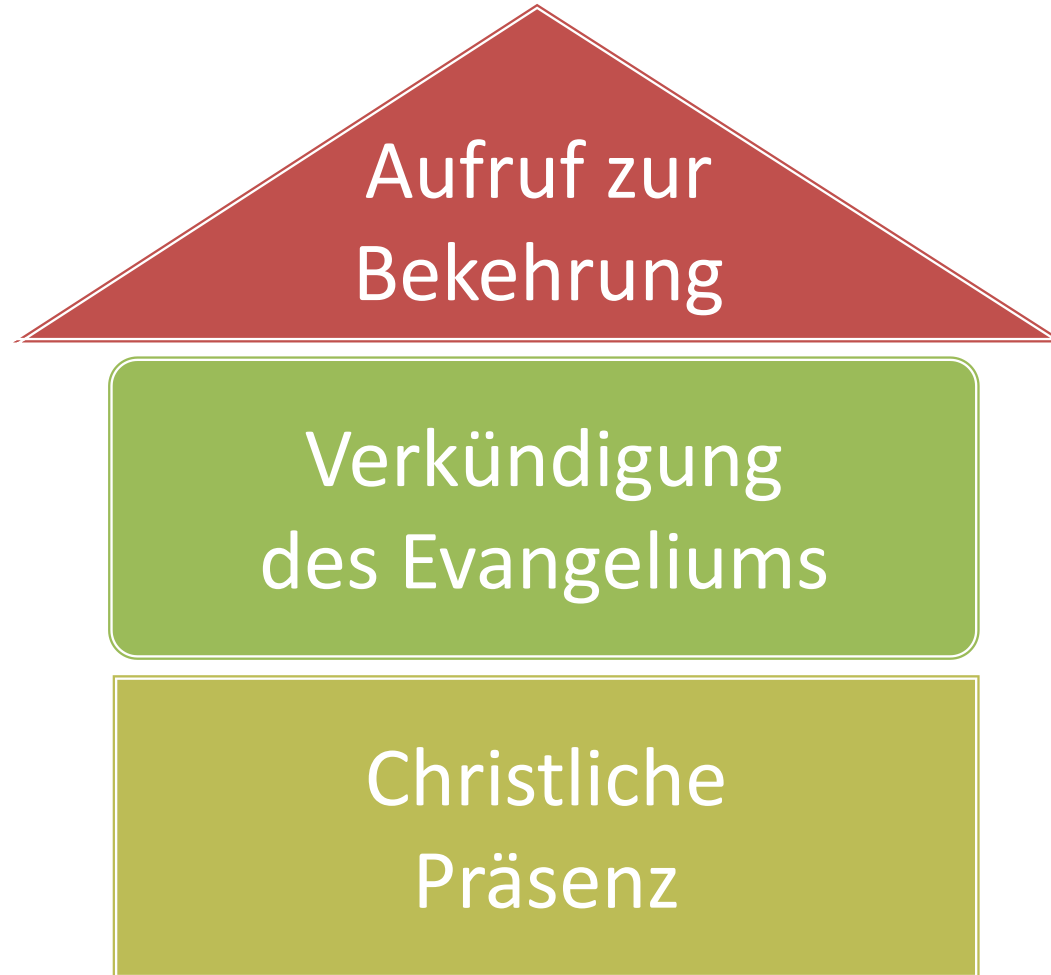 Aufruf zur
Bekehrung
Verkündigung
des Evangeliums
Christliche
Präsenz